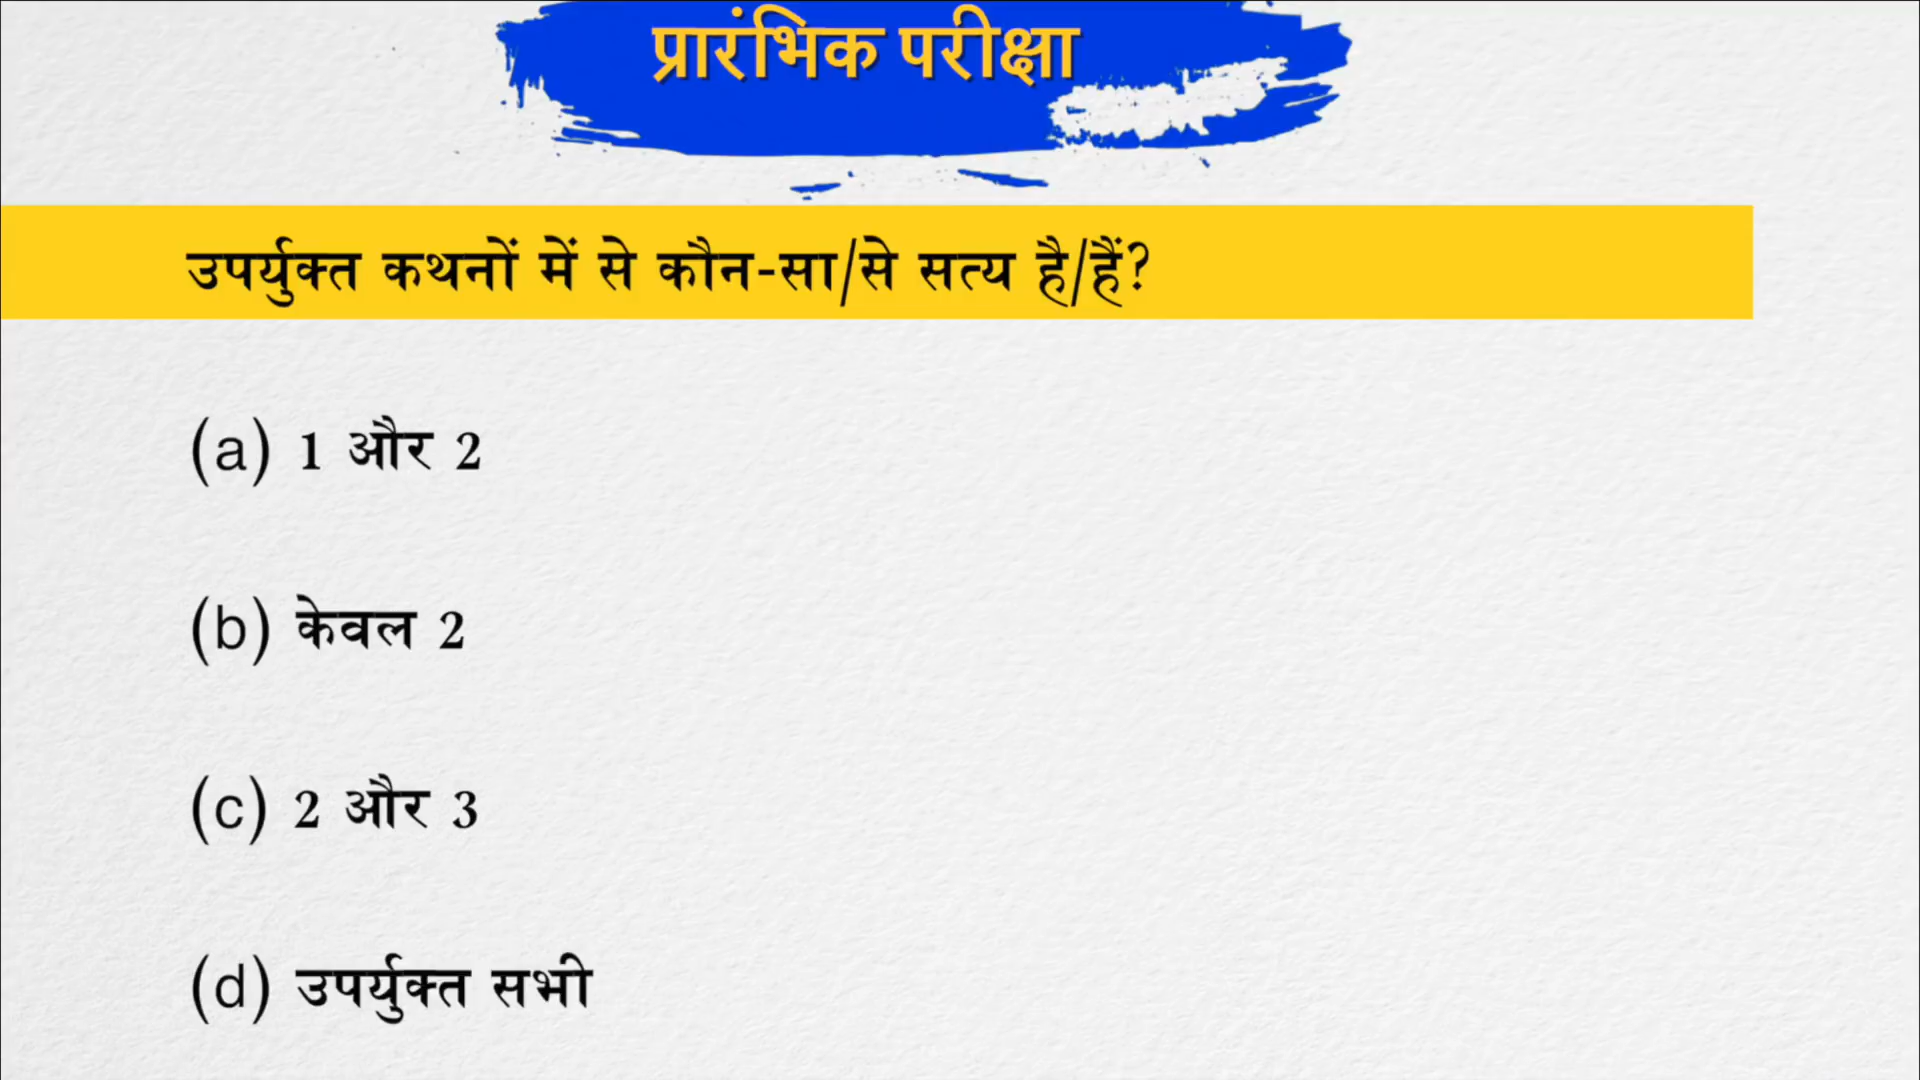 प्रारंभिक परीक्षा
उपर्युक्त कथनों में से कौन-सा/से सत्य है/हैं?
(a) 1 और 2
(b) केवल 2
(c) 2 और 3
(d) उपर्युक्त सभी